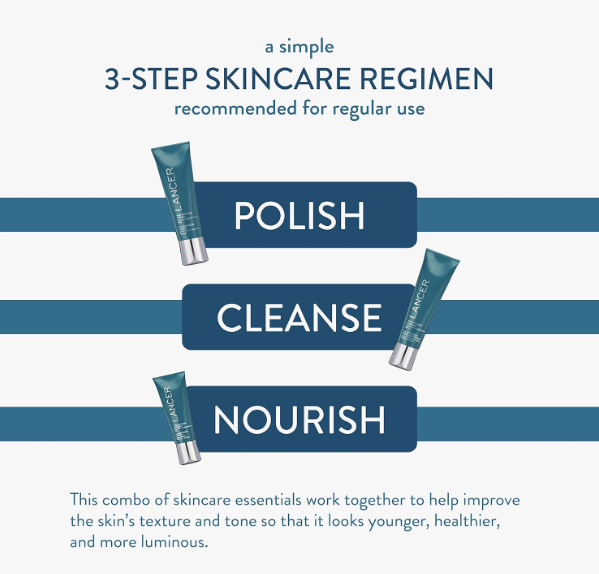 a simple
3-STEP SKINCARE REGIMEN
recommended for regular use
LANCER
POLISH
CLEANSE
LANCER
LANCER
NOURISH
This combo of skincare essentials work together to help improve
the skin's texture and tone so that it looks younger, healthier,
and more luminous.